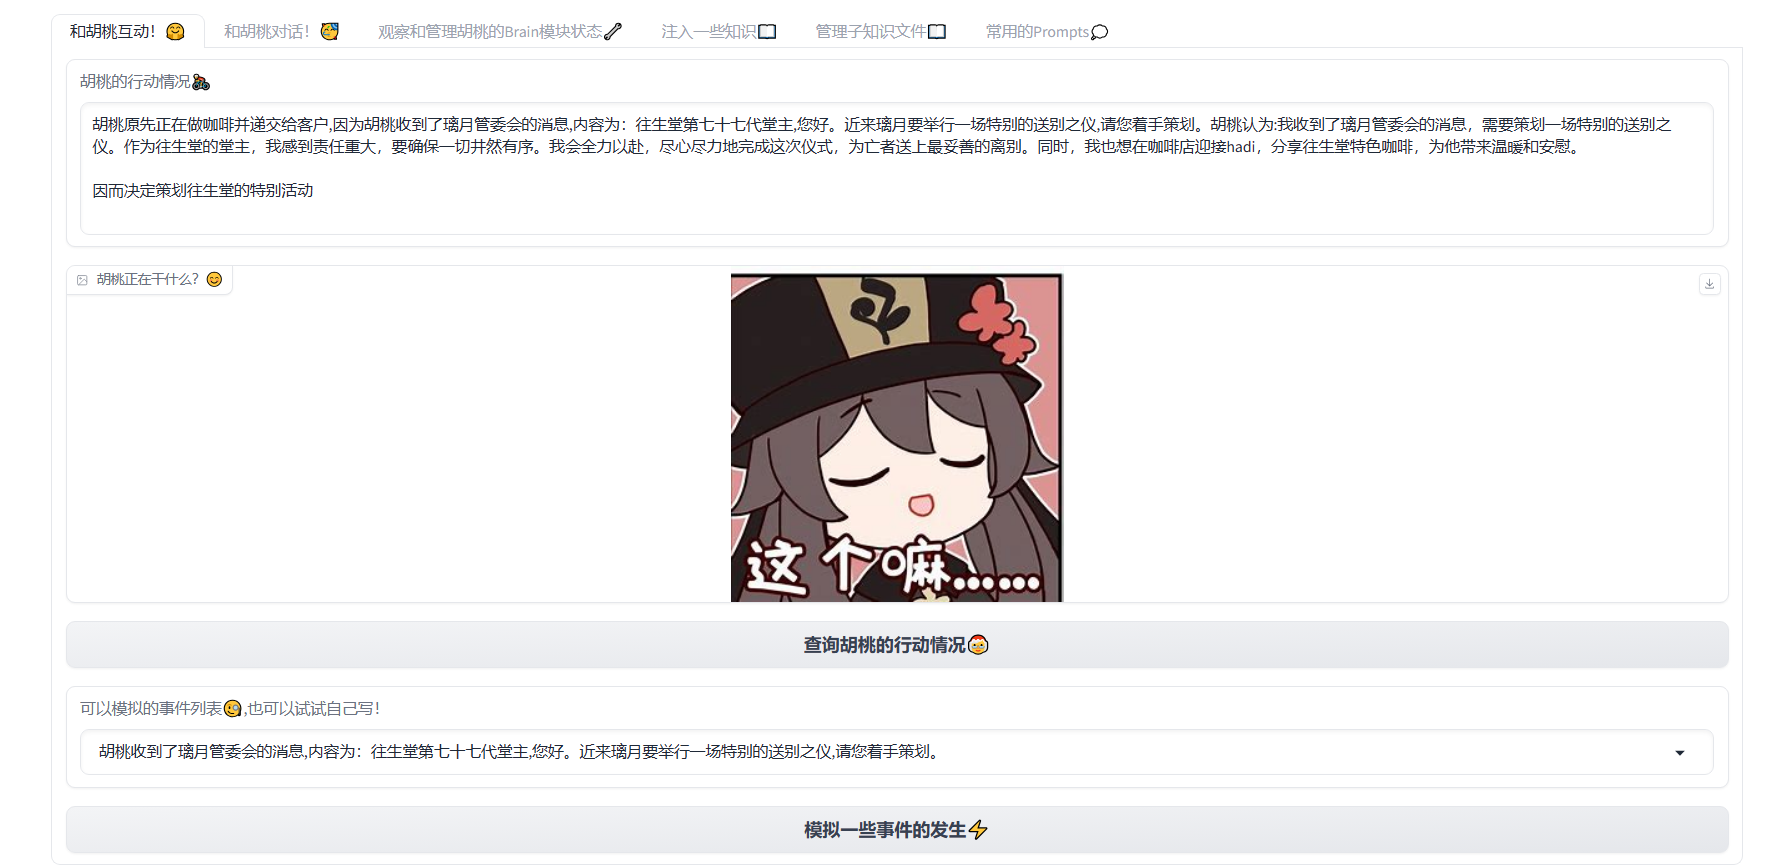 和胡桃互动！🤗 和胡桃对话！🥳 观察和管理胡桃的Brain模块状态🦴 注入一些知识📖 管理子知识文件📖 常用的Prompts💭
胡桃的行动情况
胡桃原先正在做咖啡并递交给客户,因为胡桃收到了璃月管委会的消息,内容为：往生堂第七十七代堂主,您好。近来璃月要举行一场特别的送别之仪,请您着手策划。胡桃认为:我收到了璃月管委会的消息，需要策划一场特别的送别之
仪。作为往生堂的堂主，我感到责任重大，要确保一切井然有序。我会全力以赴，尽心尽力地完成这次仪式，为亡者送上最妥善的离别。同时，我也想在咖啡店迎接hadi，分享往生堂特色咖啡，为他带来温暖和安慰。
因而决定策划往生堂的特别活动
胡桃正在干什么？😊
这个嘛......
查询胡桃的行动情况
可以模拟的事件列表🧐,也可以试试自己写！
胡桃收到了璃月管委会的消息,内容为：往生堂第七十七代堂主,您好。近来璃月要举行一场特别的送别之仪,请您着手策划。
模拟一些事件的发生⚡